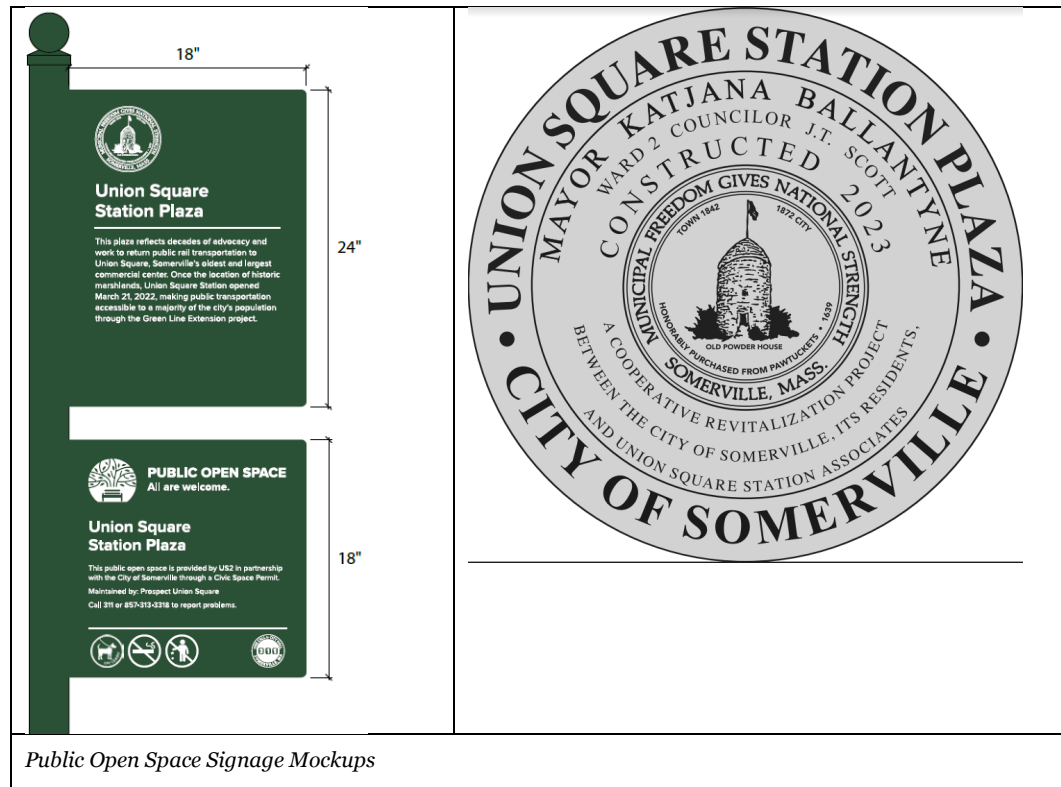 18"
MUNICIPAL FREEDOM GIVES NATIONAL STRENGTH
Union Square
Station Plaza
This plaza reflects decades of advocacy and
work to return public rail transportation to
Union Square, Somerville's oldest and largest
commercial center. Once the location of historic
marshlands, Union Square Station opened
March 21, 2022, making public transportation
accessible to a majority of the city's population
through the Green Line Extension project.
24"
PUBLIC OPEN SPACE
All are welcome.
Union Square
Station Plaza
This public open space is provided by US2 in partnership
with the City of Somerville through a Civic Space Permit.
Maintained by: Prospect Union Square
Call 311 or 857-313-3318 to report problems.
18"
UNION SQUARE STATION PLAZA
MAYOR KATJANA BALLANTYNE
WARD 2 COUNCILOR J.T. SCOTT
CONSTRUCTED 2023
MUNICIPAL FREEDOM GIVES NATIONAL STRENGTH
TOWN 1842
1872 CITY
OLD POWDER HOUSE
HONORABLY PURCHASED FROM PAWTUCKETS • 1639
SOMERVILLE, MASS.
A COOPERATIVE REVITALIZATION PROJECT
BETWEEN THE CITY OF SOMERVILLE, ITS RESIDENTS,
AND UNION SQUARE STATION ASSOCIATES
• CITY OF SOMERVILLE •
Public Open Space Signage Mockups